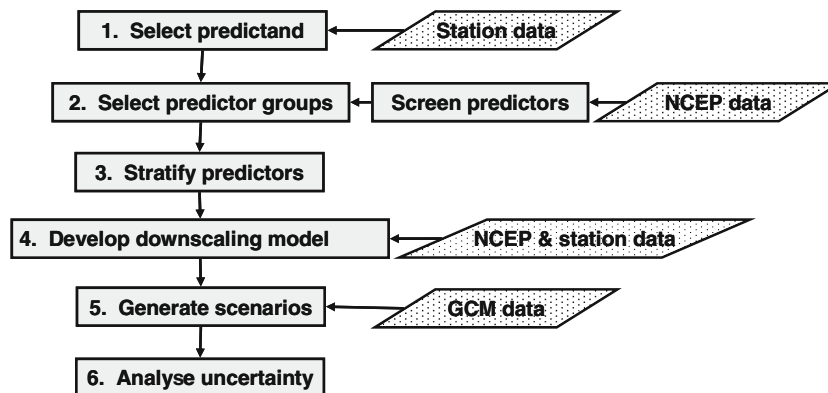 1. Select predictand
Station data
2. Select predictor groups
Screen predictors
NCEP data
3. Stratify predictors
4. Develop downscaling model
NCEP & station data
5. Generate scenarios
GCM data
6. Analyse uncertainty